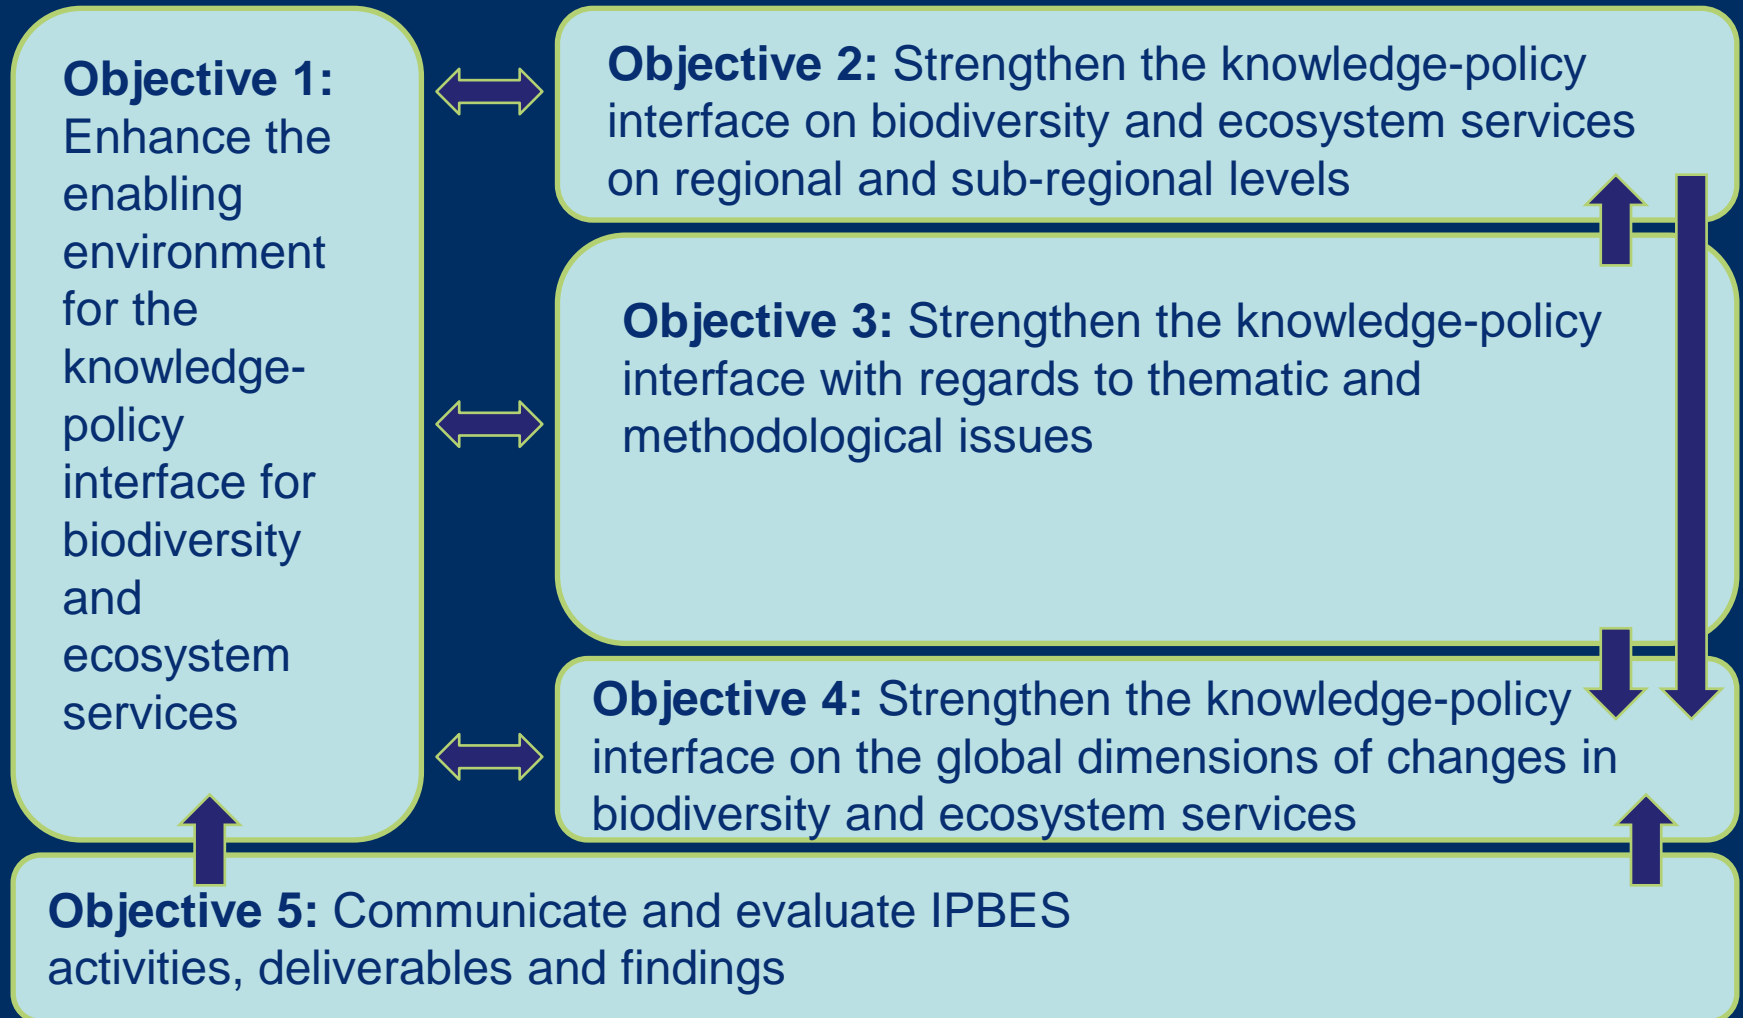 Objective 1:
Enhance the
enabling
environment
for the
knowledge-
policy
interface for
biodiversity
and
ecosystem
services
Objective 2: Strengthen the knowledge-policy
interface on biodiversity and ecosystem services
on regional and sub-regional levels
Objective 3: Strengthen the knowledge-policy
interface with regards to thematic and
methodological issues
Objective 4: Strengthen the knowledge-policy
interface on the global dimensions of changes in
biodiversity and ecosystem services
Objective 5: Communicate and evaluate IPBES
activities, deliverables and findings